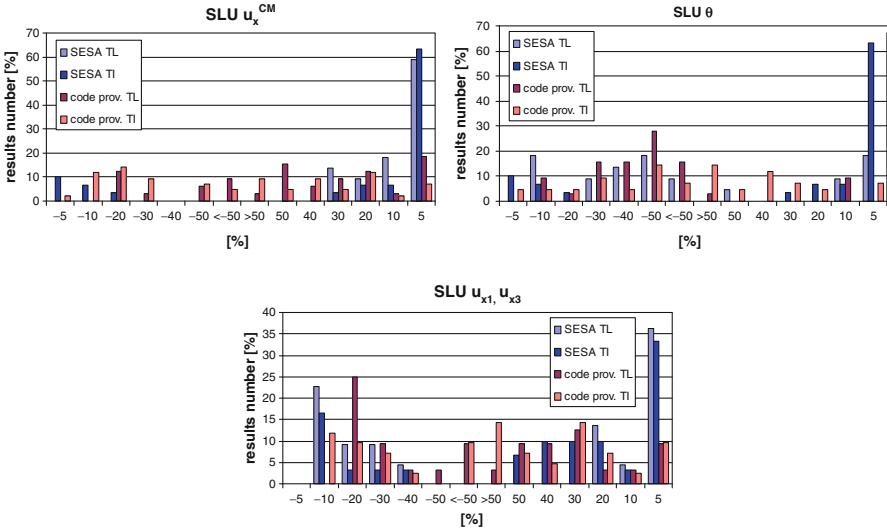 SLU u_x^CM
results number [%]
70
60
50
40
30
20
10
0
SESA TL
SESA TI
code prov. TL
code prov. TI
−5 −10 −20 −30 −40 −50 <−50 >50 50 40 30 20 10 5
[%]
SLU θ
results number [%]
70
60
50
40
30
20
10
0
SESA TL
SESA TI
code prov. TL
code prov. TI
−5 −10 −20 −30 −40 −50 <−50 >50 50 40 30 20 10 5
[%]
SLU u_x1, u_x3
results number [%]
40
35
30
25
20
15
10
5
0
SESA TL
SESA TI
code prov. TL
code prov. TI
−5 −10 −20 −30 −40 −50 <−50 >50 50 40 30 20 10 5
[%]